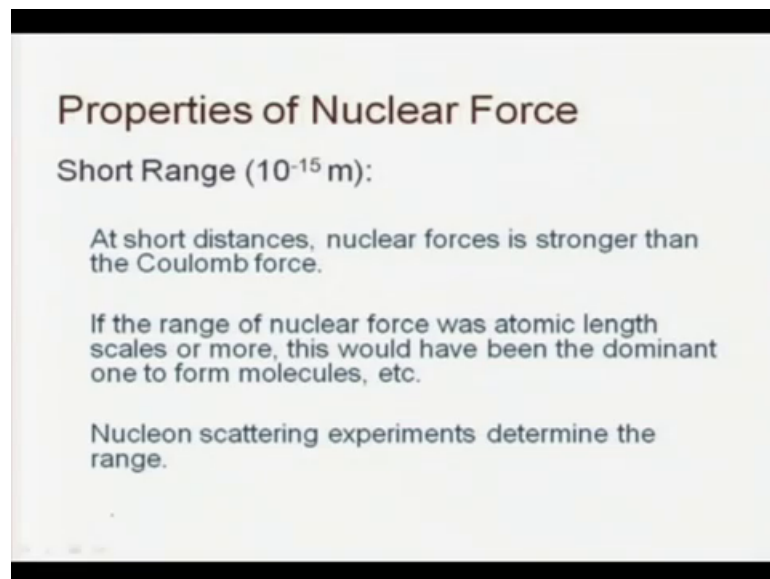 Properties of Nuclear Force
Short Range (10⁻¹⁵ m):
At short distances, nuclear forces is stronger than
the Coulomb force.
If the range of nuclear force was atomic length
scales or more, this would have been the dominant
one to form molecules, etc.
Nucleon scattering experiments determine the
range.